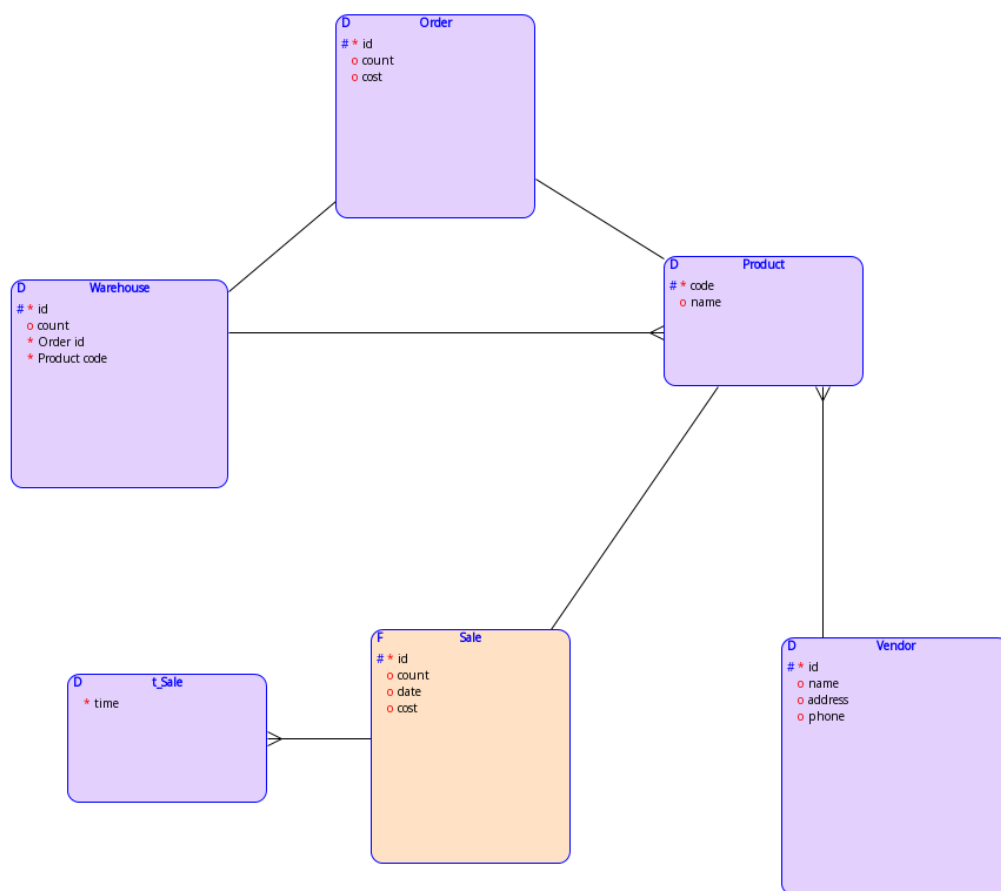 D Order
# * id
o count
o cost
D Warehouse
# * id
o count
* Order id
* Product code
D Product
# * code
o name
D t_Sale
* time
F Sale
# * id
o count
o date
o cost
D Vendor
# * id
o name
o address
o phone